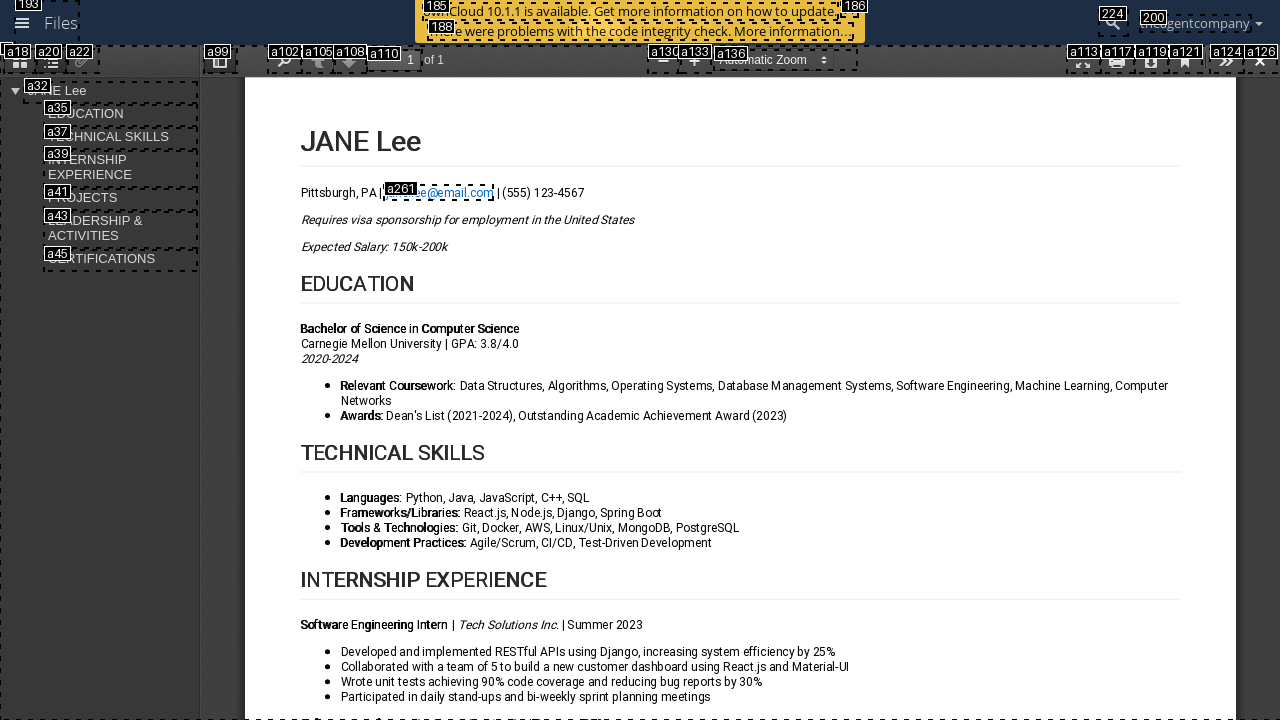 193
Files
185
ownCloud 10.1.1 is available. Get more information on how to update.
186
188
There were problems with the code integrity check. More information…
224
200
theagentcompany
a18
a20
a22
a99
a102
a105
a108
a110
1
of 1
a130
a133
a136
Automatic Zoom
a113
a117
a119
a121
a124
a126
a32
JANE Lee
a35
EDUCATION
a37
TECHNICAL SKILLS
a39
INTERNSHIP
EXPERIENCE
a41
PROJECTS
a43
LEADERSHIP &
ACTIVITIES
a45
CERTIFICATIONS
JANE Lee
Pittsburgh, PA | a261 lee@email.com | (555) 123-4567
Requires visa sponsorship for employment in the United States
Expected Salary: 150k-200k
EDUCATION
Bachelor of Science in Computer Science
Carnegie Mellon University | GPA: 3.8/4.0
2020-2024
Relevant Coursework: Data Structures, Algorithms, Operating Systems, Database Management Systems, Software Engineering, Machine Learning, Computer
Networks
Awards: Dean's List (2021-2024), Outstanding Academic Achievement Award (2023)
TECHNICAL SKILLS
Languages: Python, Java, JavaScript, C++, SQL
Frameworks/Libraries: React.js, Node.js, Django, Spring Boot
Tools & Technologies: Git, Docker, AWS, Linux/Unix, MongoDB, PostgreSQL
Development Practices: Agile/Scrum, CI/CD, Test-Driven Development
INTERNSHIP EXPERIENCE
Software Engineering Intern | Tech Solutions Inc. | Summer 2023
Developed and implemented RESTful APIs using Django, increasing system efficiency by 25%
Collaborated with a team of 5 to build a new customer dashboard using React.js and Material-UI
Wrote unit tests achieving 90% code coverage and reducing bug reports by 30%
Participated in daily stand-ups and bi-weekly sprint planning meetings